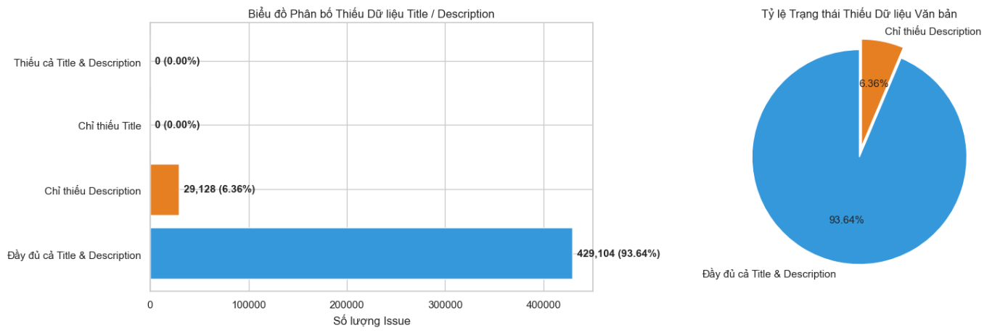 Biểu đồ Phân bố Thiếu Dữ liệu Title / Description
Thiếu cả Title & Description
0 (0.00%)
Chỉ thiếu Title
0 (0.00%)
Chỉ thiếu Description
29,128 (6.36%)
Đầy đủ cả Title & Description
429,104 (93.64%)
0 100000 200000 300000 400000
Số lượng Issue
Tỷ lệ Trạng thái Thiếu Dữ liệu Văn bản
Chỉ thiếu Description
6.36%
93.64%
Đầy đủ cả Title & Description